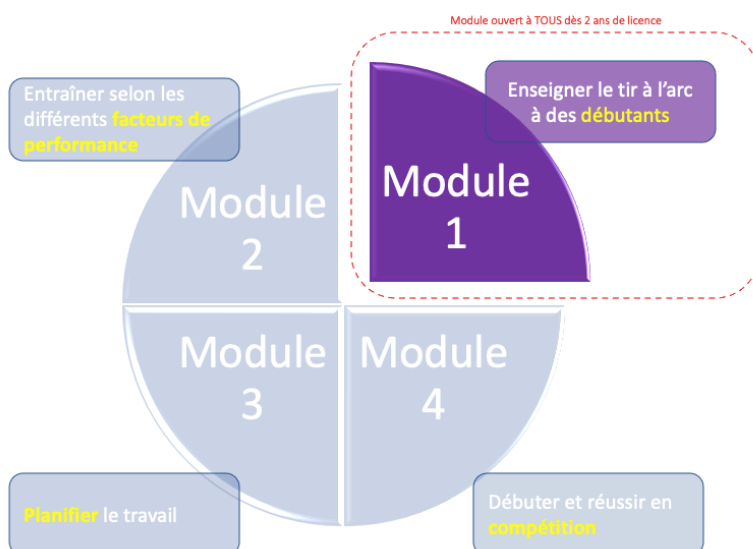 Module ouvert à TOUS dès 2 ans de licence
Entraîner selon les
différents facteurs de
performance
Enseigner le tir à l’arc
à des débutants
Module
2
Module
1
Module
3
Module
4
Planifier le travail
Débuter et réussir en
compétition